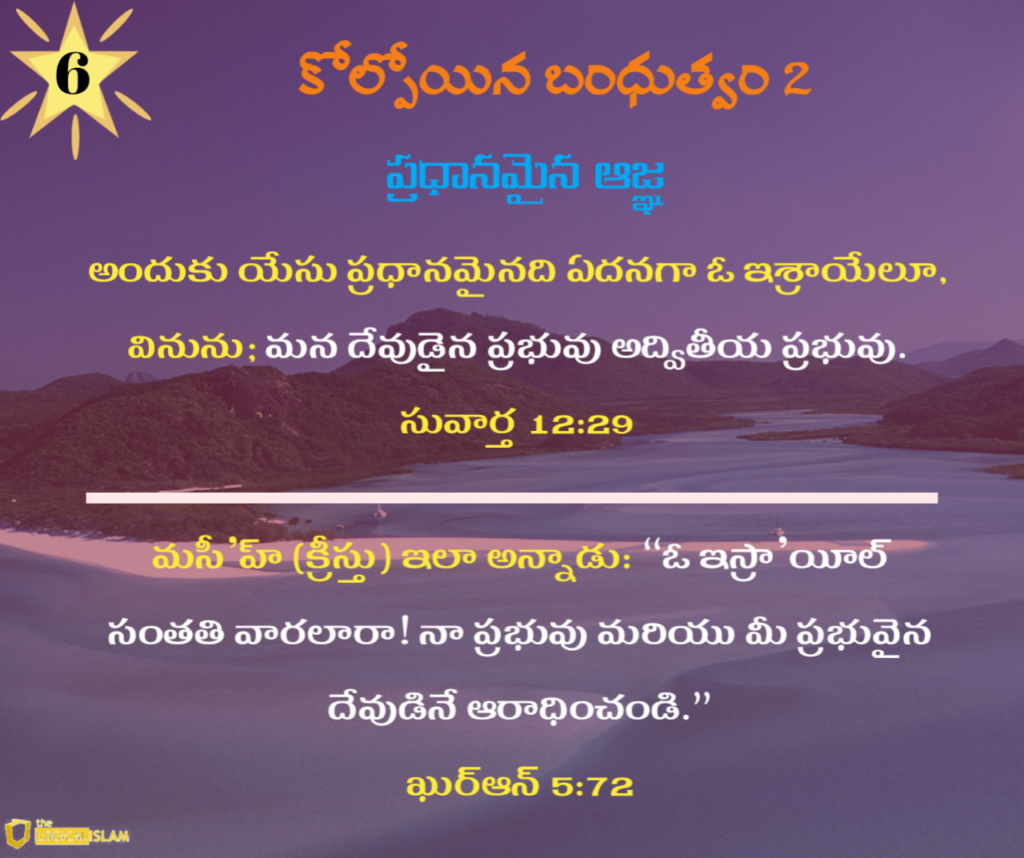 6
కోల్పోయిన బంధుత్వం 2
ప్రధానమైన ఆజ్ఞ
అందుకు యేసు ప్రధానమైనది ఏదనగా ఓ ఇశ్రాయేలూ,
వినును; మన దేవుడైన ప్రభువు అద్వితీయ ప్రభువు.
సువార్త 12:29
మసీ'హ్ (క్రీస్తు) ఇలా అన్నాడు: "ఓ ఇస్రా'యీల్
సంతతి వారలారా! నా ప్రభువు మరియు మీ ప్రభువైన
దేవుడినే ఆరాధించండి."
ఖుర్ఆన్ 5:72
the
LOGICAL ISLAM